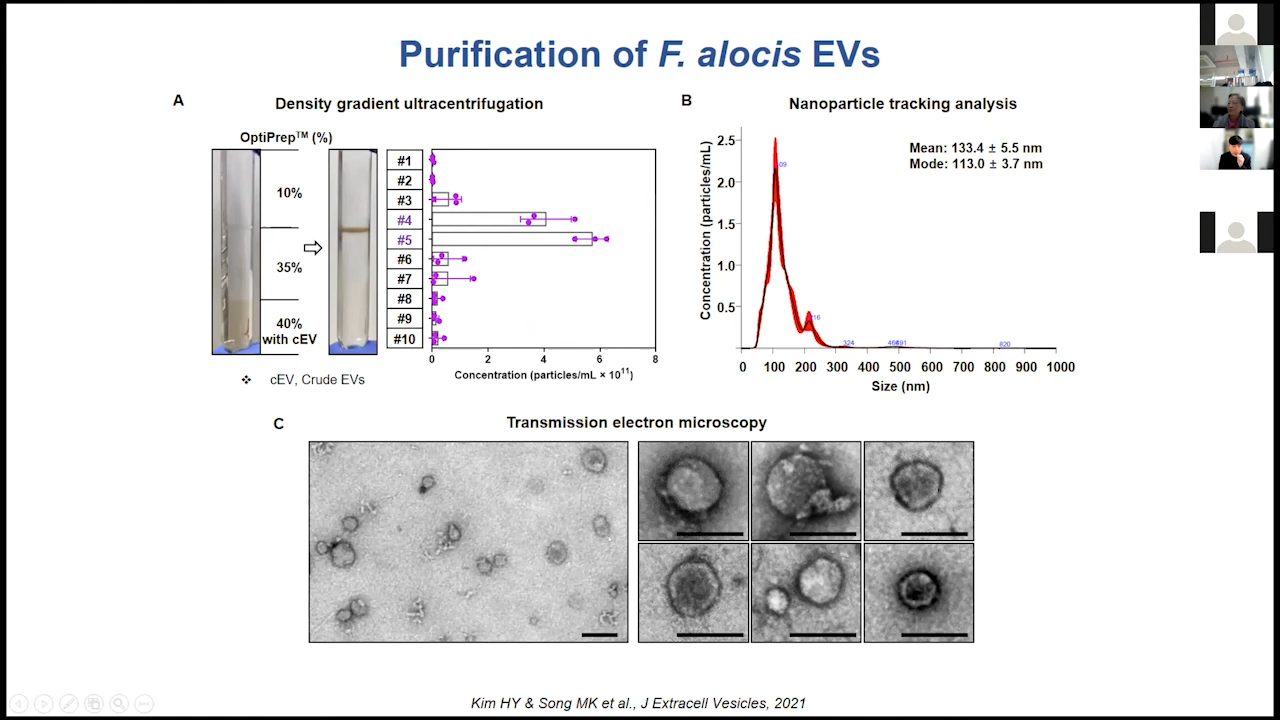 Purification of F. alocis EVs
A
Density gradient ultracentrifugation
OptiPrep™ (%)
10%
35%
40%
with cEV
#1
#2
#3
#4
#5
#6
#7
#8
#9
#10
0 2 4 6 8
Concentration (particles/mL × 10¹¹)
❖ cEV, Crude EVs
B
Nanoparticle tracking analysis
Mean: 133.4 ± 5.5 nm
Mode: 113.0 ± 3.7 nm
Concentration (particles/mL)
2.5
2.0
1.5
1.0
0.5
324
820
0 100 200 300 400 500 600 700 800 900 1000
Size (nm)
C
Transmission electron microscopy
Kim HY & Song MK et al., J Extracell Vesicles, 2021